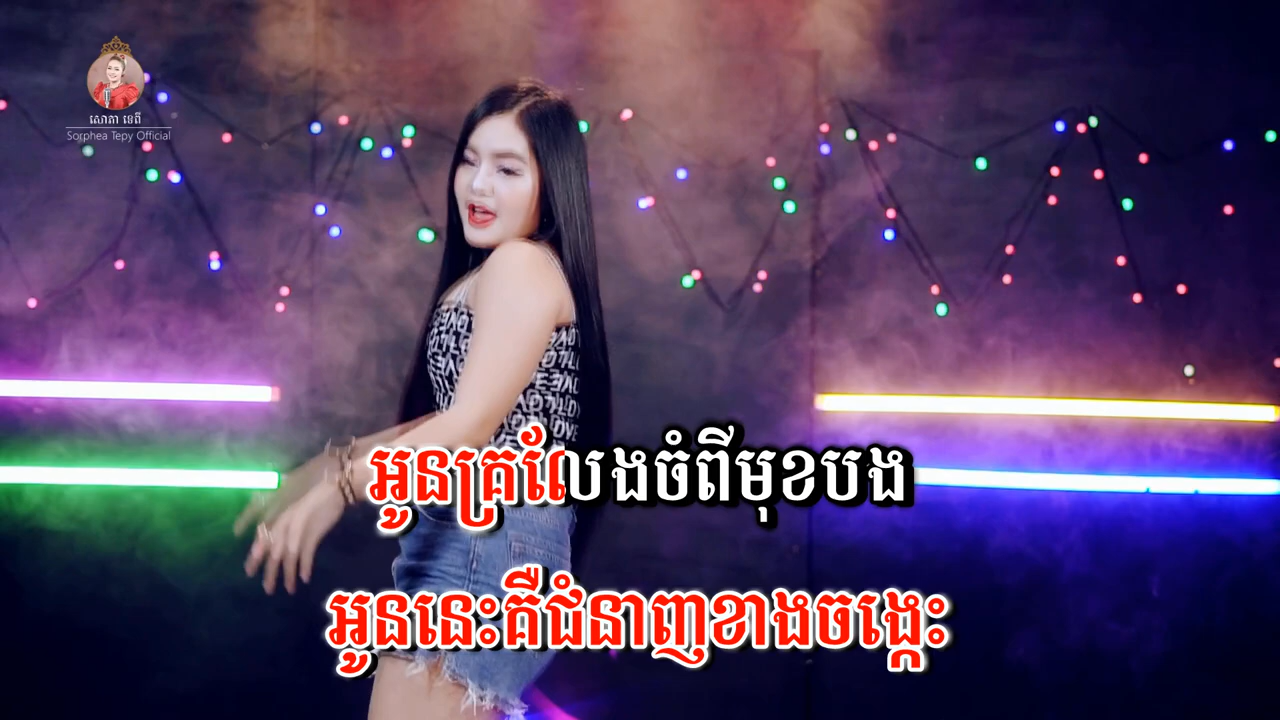 សោភា ទេពី
Sorphea Tepy Official
អូនគ្រលែងចំពីមុខបង
អូននេះគឺជំនាញខាងចង្កេះ